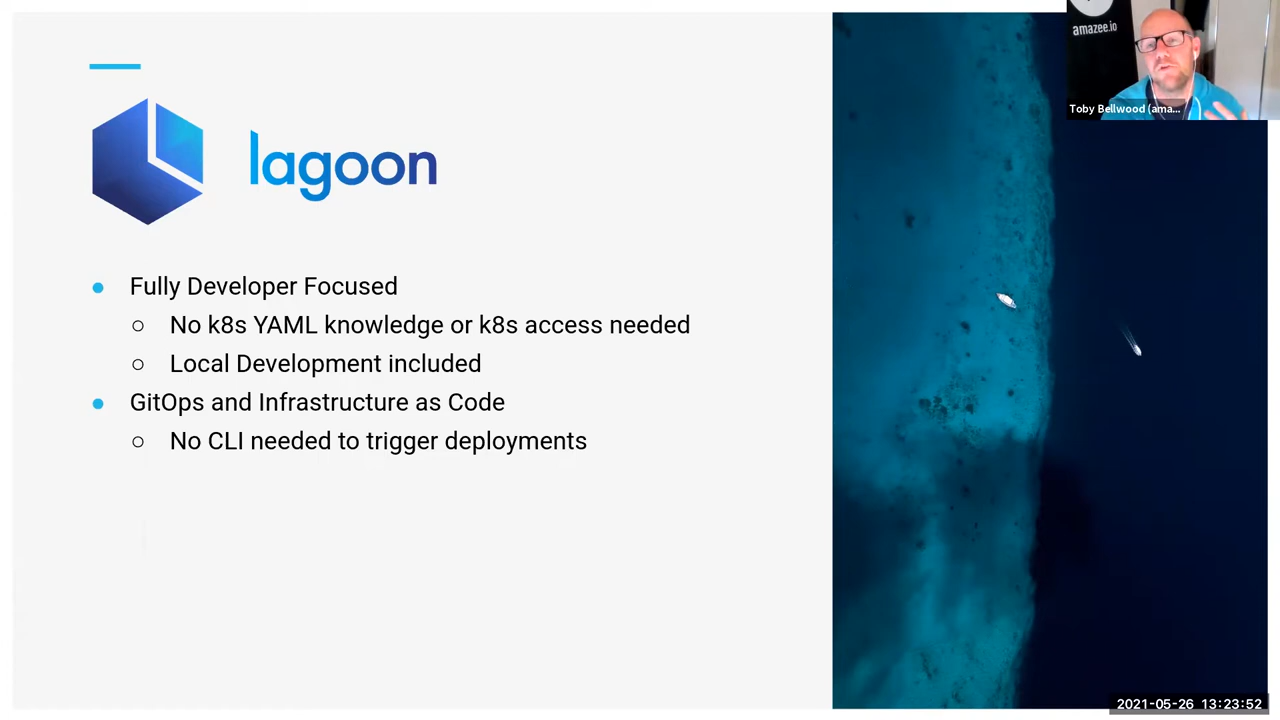 amazee.io
Toby Bellwood (ama...
lagoon
Fully Developer Focused
No k8s YAML knowledge or k8s access needed
Local Development included
GitOps and Infrastructure as Code
No CLI needed to trigger deployments
2021-05-26 13:23:52